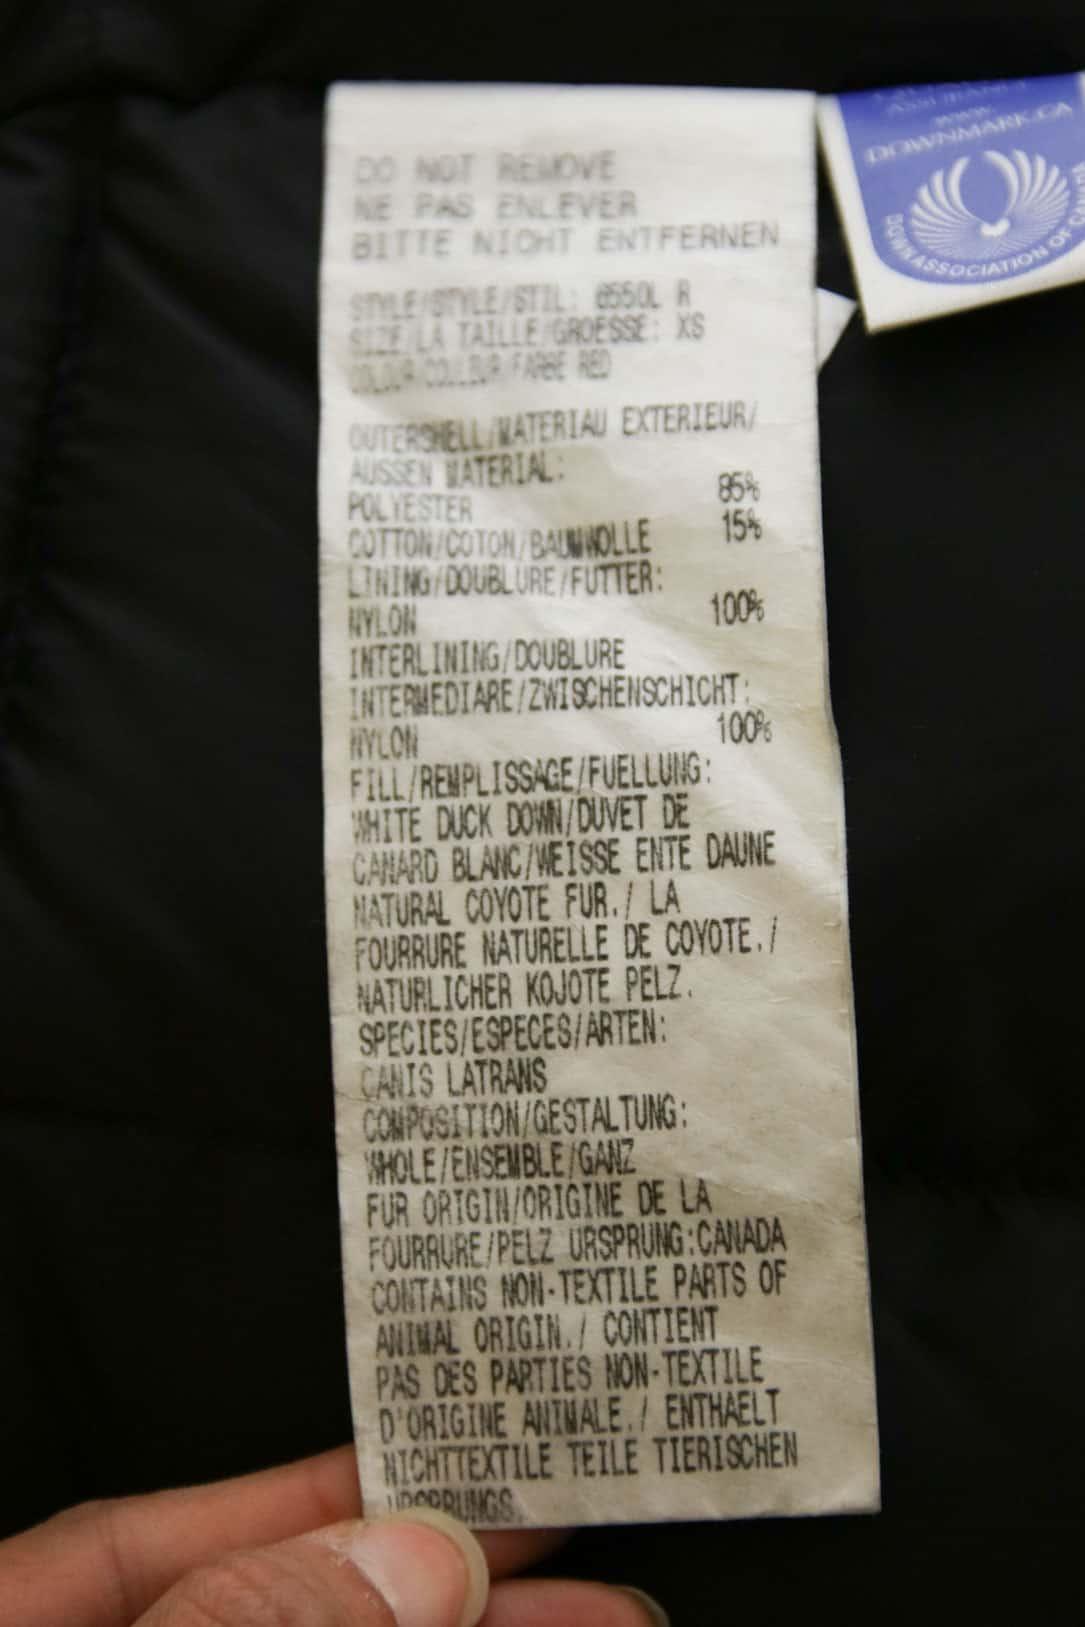 DO NOT REMOVE
NE PAS ENLEVER
BITTE NICHT ENTFERNEN
STYLE/STYLE/STIL: 8550L R
SIZE/LA TAILLE/GROESSE: XS
COLOUR/COULEUR/FARBE RED
OUTERSHELL/MATERIAU EXTERIEUR/
AUSSEN MATERIAL:
POLYESTER 85%
COTTON/COTON/BAUMWOLLE 15%
LINING/DOUBLURE/FUTTER:
NYLON 100%
INTERLINING/DOUBLURE
INTERMEDIARE/ZWISCHENSCHICHT:
NYLON 100%
FILL/REMPLISSAGE/FUELLUNG:
WHITE DUCK DOWN/DUVET DE
CANARD BLANC/WEISSE ENTE DAUNE
NATURAL COYOTE FUR./ LA
FOURRURE NATURELLE DE COYOTE./
NATURLICHER KOJOTE PELZ.
SPECIES/ESPECES/ARTEN:
CANIS LATRANS
COMPOSITION/GESTALTUNG:
WHOLE/ENSEMBLE/GANZ
FUR ORIGIN/ORIGINE DE LA
FOURRURE/PELZ URSPRUNG:CANADA
CONTAINS NON-TEXTILE PARTS OF
ANIMAL ORIGIN./ CONTIENT
PAS DES PARTIES NON-TEXTILE
D'ORIGINE ANIMALE./ ENTHAELT
NICHTTEXTILE TEILE TIERISCHEN
URSPRUNGS.
WWW.
DOWNMARK.CA
DOWN ASSOCIATION OF